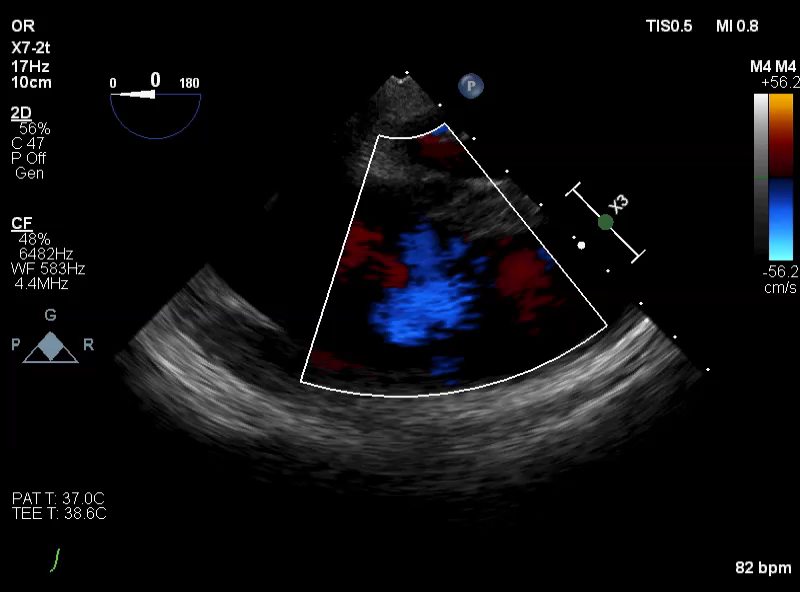 OR
TIS0.5 MI 0.8
X7-2t
17Hz
10cm
0 0 180
P
M4 M4
+56.2
2D
56%
C 47
P Off
Gen
X3
CF
48%
6482Hz
WF 583Hz
4.4MHz
-56.2
cm/s
G
P R
PAT T: 37.0C
TEE T: 38.6C
82 bpm